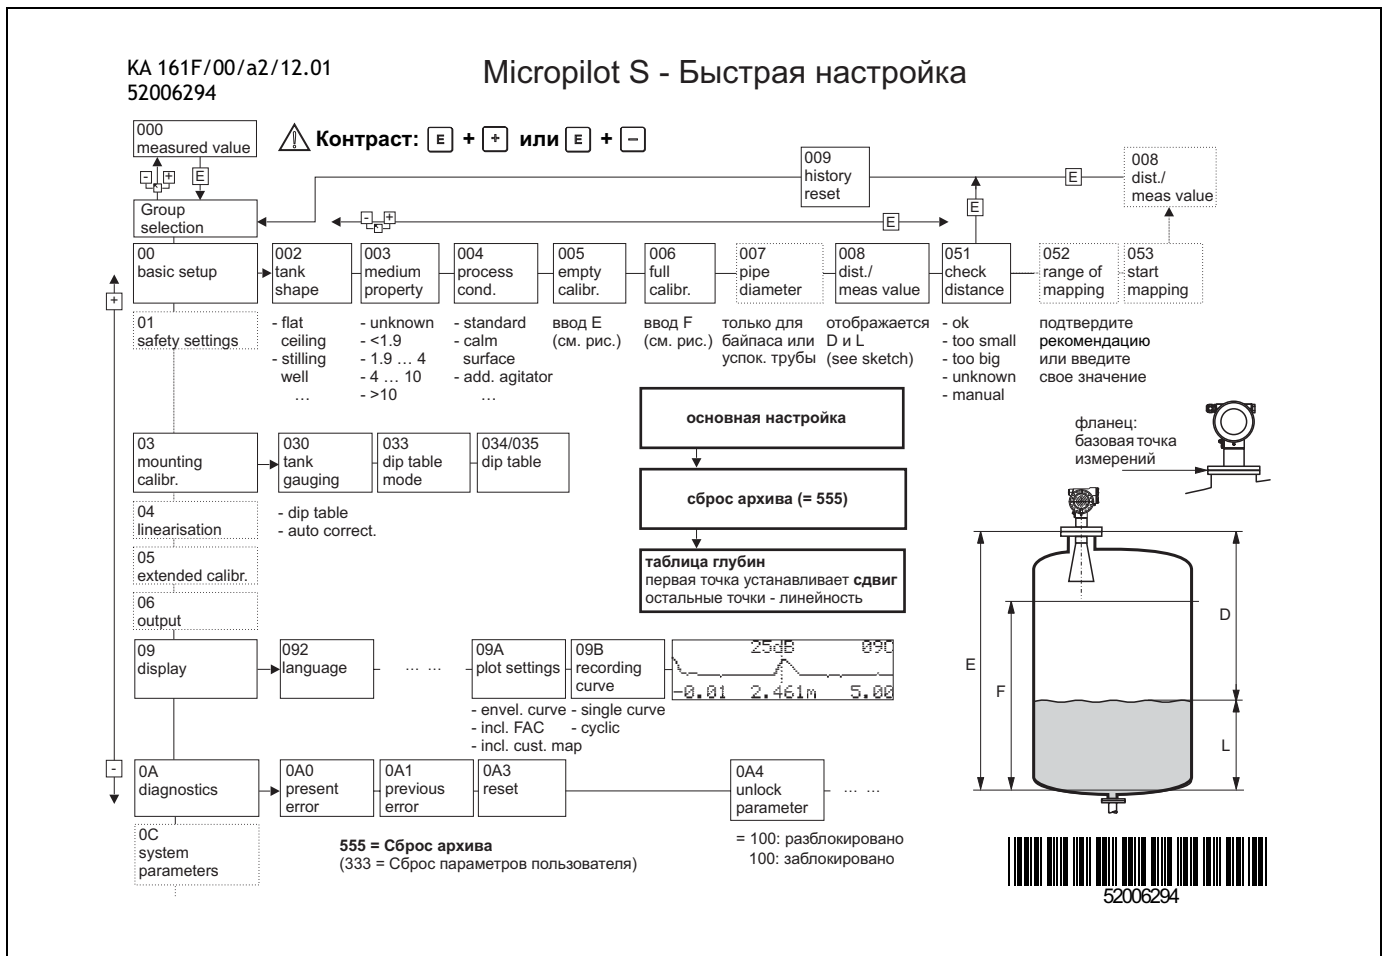 KA 161F/00/a2/12.01
52006294
Micropilot S - Быстрая настройка
000
measured value
Контраст: E + + или E + –
009
history
reset
E
008
dist./
meas value
- +
E
Group
selection
- +
E
E
00
basic setup
002
tank
shape
003
medium
property
004
process
cond.
005
empty
calibr.
006
full
calibr.
007
pipe
diameter
008
dist./
meas value
051
check
distance
052
range of
mapping
053
start
mapping
+
01
safety settings
- flat
ceiling
- stilling
well
...
- unknown
- <1.9
- 1.9 ... 4
- 4 ... 10
- >10
- standard
- calm
surface
- add. agitator
...
ввод E
(см. рис.)
ввод F
(см. рис.)
только для
байпаса или
успок. трубы
отображается
D и L
(see sketch)
- ok
- too small
- too big
- unknown
- manual
подтвердите
рекомендацию
или введите
свое значение
основная настройка
сброс архива (= 555)
таблица глубин
первая точка устанавливает сдвиг
остальные точки - линейность
фланец:
базовая точка
измерений
03
mounting
calibr.
030
tank
gauging
033
dip table
mode
034/035
dip table
- dip table
- auto correct.
04
linearisation
05
extended calibr.
06
output
09
display
092
language
... ...
09A
plot settings
09B
recording
curve
25dB 09C
-0.01 2.461m 5.00
- envel. curve
- incl. FAC
- incl. cust. map
- single curve
- cyclic
D
E
F
L
-
0A
diagnostics
0A0
present
error
0A1
previous
error
0A3
reset
0A4
unlock
parameter
... ...
0C
system
parameters
555 = Сброс архива
(333 = Сброс параметров пользователя)
= 100: разблокировано
100: заблокировано
52006294